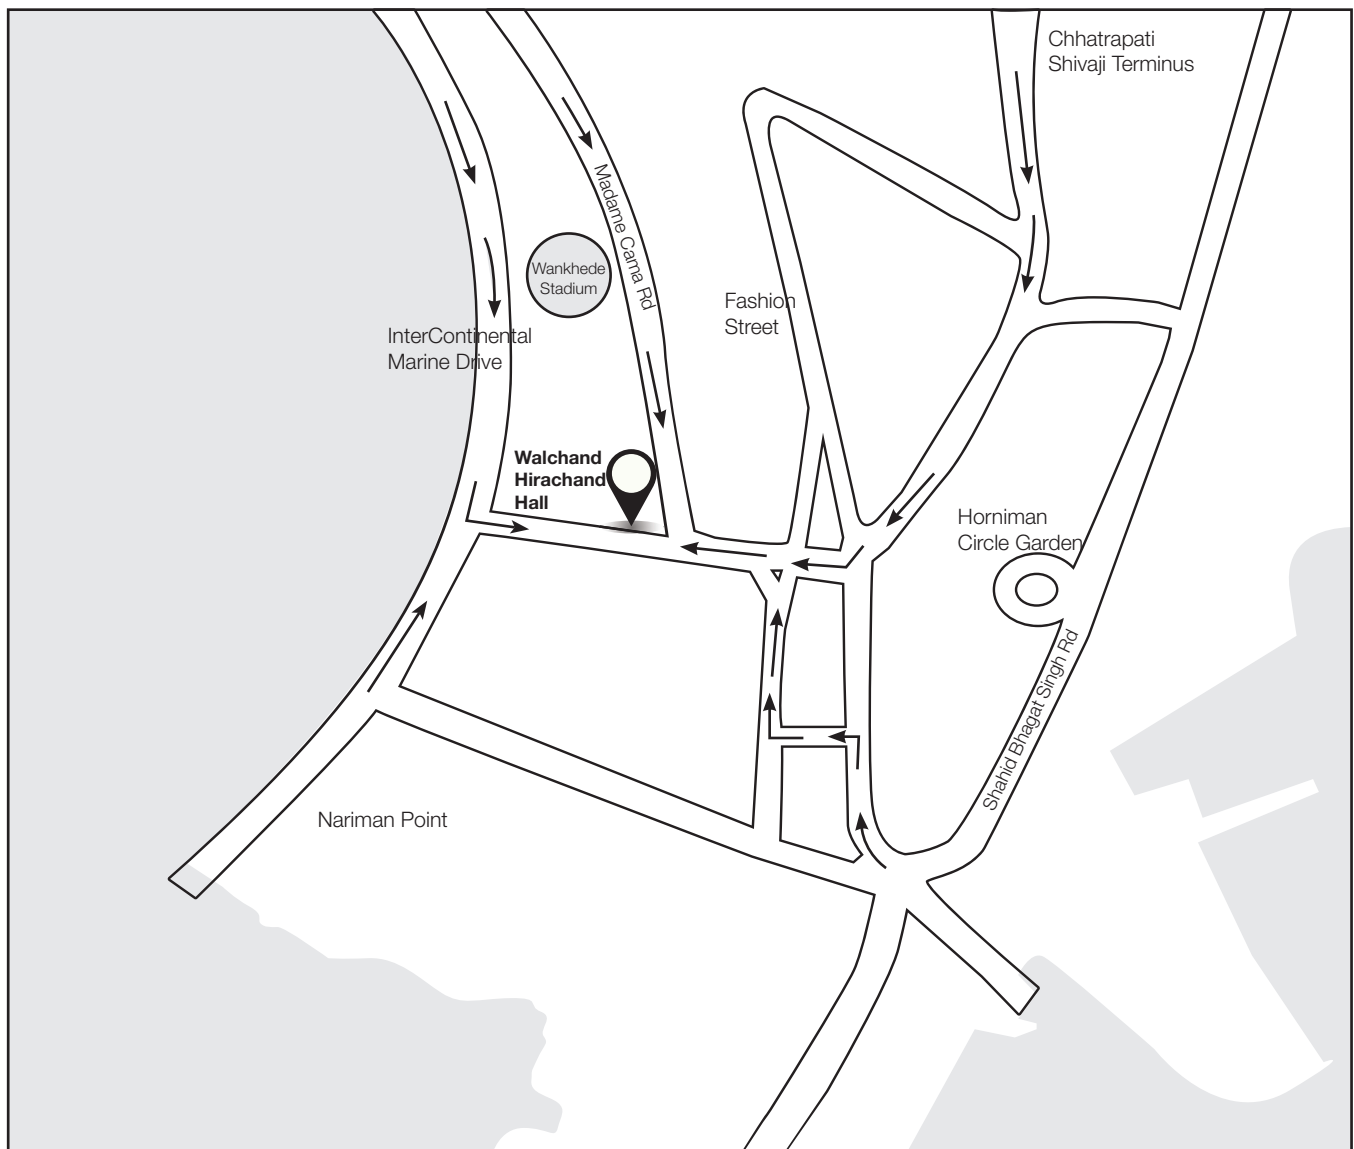 Chhatrapati
Shivaji Terminus
Madame Cama Rd
Wankhede
Stadium
Fashion
Street
InterContinental
Marine Drive
Walchand
Hirachand
Hall
Horniman
Circle Garden
Shahid Bhagat Singh Rd
Nariman Point